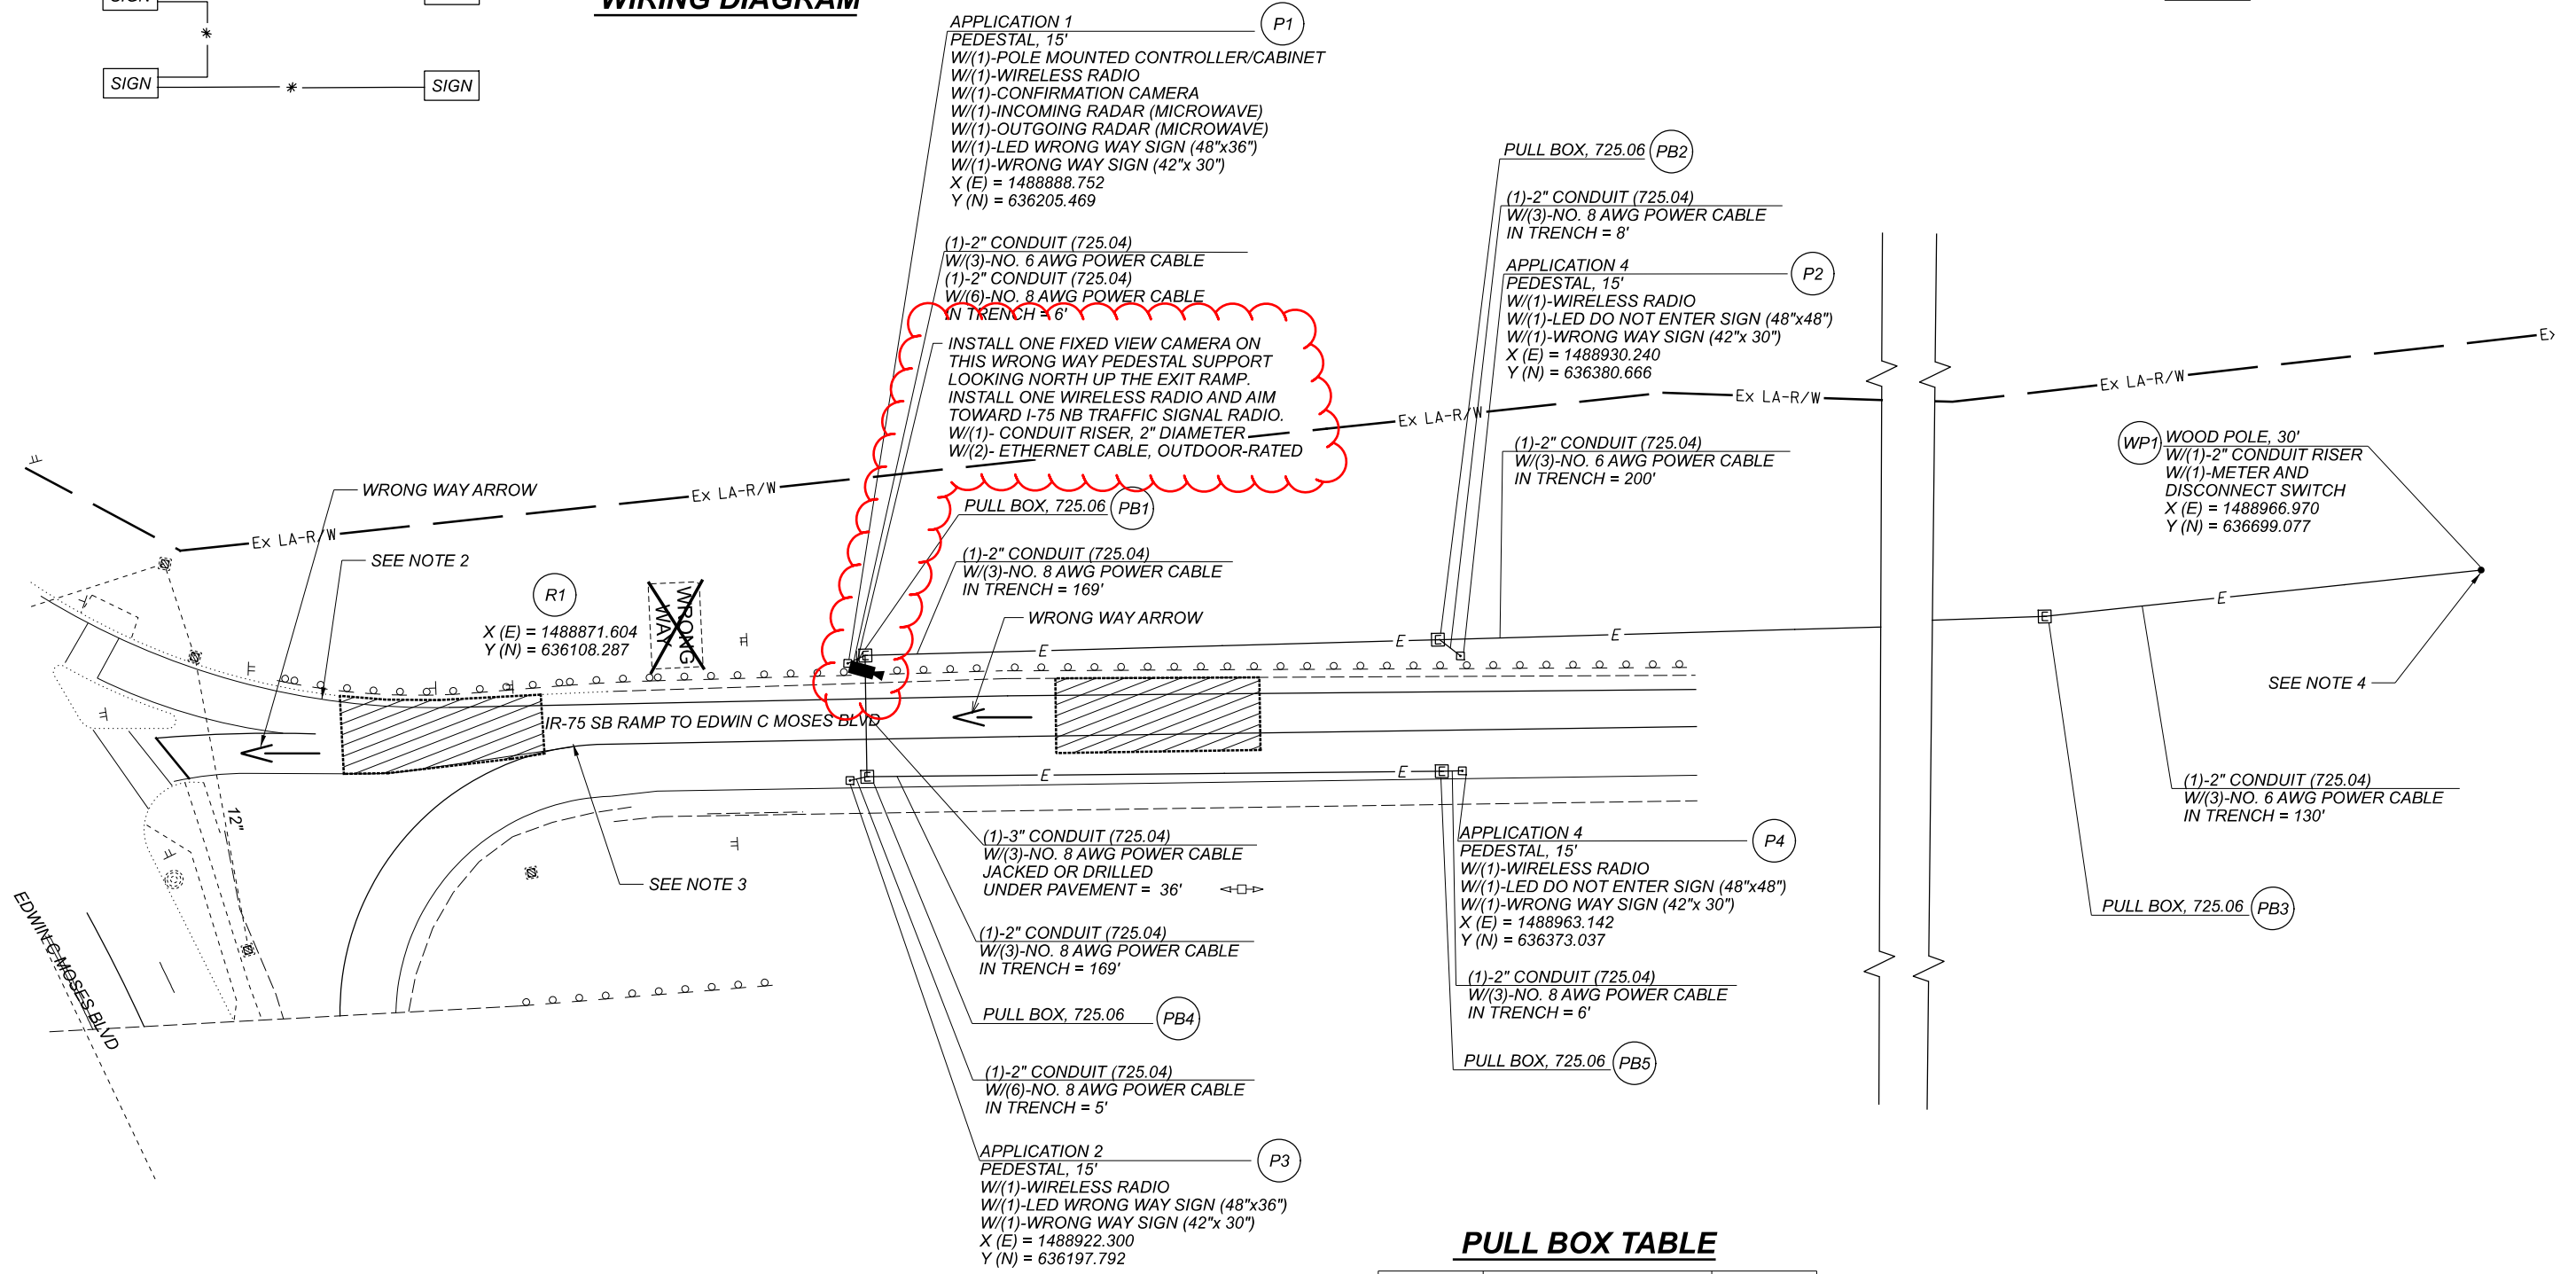 SIGN
WIRING DIAGRAM
SIGN
SIGN
APPLICATION 1
P1
PEDESTAL, 15'
W/(1)-POLE MOUNTED CONTROLLER/CABINET
W/(1)-WIRELESS RADIO
W/(1)-CONFIRMATION CAMERA
W/(1)-INCOMING RADAR (MICROWAVE)
W/(1)-OUTGOING RADAR (MICROWAVE)
W/(1)-LED WRONG WAY SIGN (48"x36")
W/(1)-WRONG WAY SIGN (42"x 30")
X (E) = 1488888.752
Y (N) = 636205.469
(1)-2" CONDUIT (725.04)
W/(3)-NO. 6 AWG POWER CABLE
(1)-2" CONDUIT (725.04)
W/(6)-NO. 8 AWG POWER CABLE
IN TRENCH = 6'
INSTALL ONE FIXED VIEW CAMERA ON
THIS WRONG WAY PEDESTAL SUPPORT
LOOKING NORTH UP THE EXIT RAMP.
INSTALL ONE WIRELESS RADIO AND AIM
TOWARD I-75 NB TRAFFIC SIGNAL RADIO.
W/(1)- CONDUIT RISER, 2" DIAMETER
W/(2)- ETHERNET CABLE, OUTDOOR-RATED
PULL BOX, 725.06 PB1
(1)-2" CONDUIT (725.04)
W/(3)-NO. 8 AWG POWER CABLE
IN TRENCH = 169'
WRONG WAY ARROW
PULL BOX, 725.06 PB2
(1)-2" CONDUIT (725.04)
W/(3)-NO. 8 AWG POWER CABLE
IN TRENCH = 8'
APPLICATION 4
P2
PEDESTAL, 15'
W/(1)-WIRELESS RADIO
W/(1)-LED DO NOT ENTER SIGN (48"x48")
W/(1)-WRONG WAY SIGN (42"x 30")
X (E) = 1488930.240
Y (N) = 636380.666
(1)-2" CONDUIT (725.04)
W/(3)-NO. 6 AWG POWER CABLE
IN TRENCH = 200'
Ex LA-R/W
Ex LA-R/W
Ex LA-R/W
Ex LA-R/W
Ex LA-R/W
WP1 WOOD POLE, 30'
W/(1)-2" CONDUIT RISER
W/(1)-METER AND
DISCONNECT SWITCH
X (E) = 1488966.970
Y (N) = 636699.077
WRONG WAY ARROW
SEE NOTE 2
R1
X (E) = 1488871.604
Y (N) = 636108.287
WRONG
WAY
E
E
E
E
SEE NOTE 4
IR-75 SB RAMP TO EDWIN C MOSES BLVD
E
E
E
E
E
E
E
12"
SEE NOTE 3
EDWIN C MOSES BLVD
(1)-3" CONDUIT (725.04)
W/(3)-NO. 8 AWG POWER CABLE
JACKED OR DRILLED
UNDER PAVEMENT = 36'
(1)-2" CONDUIT (725.04)
W/(3)-NO. 8 AWG POWER CABLE
IN TRENCH = 169'
PULL BOX, 725.06 PB4
(1)-2" CONDUIT (725.04)
W/(6)-NO. 8 AWG POWER CABLE
IN TRENCH = 5'
APPLICATION 2
P3
PEDESTAL, 15'
W/(1)-WIRELESS RADIO
W/(1)-LED WRONG WAY SIGN (48"x36")
W/(1)-WRONG WAY SIGN (42"x 30")
X (E) = 1488922.300
Y (N) = 636197.792
APPLICATION 4
P4
PEDESTAL, 15'
W/(1)-WIRELESS RADIO
W/(1)-LED DO NOT ENTER SIGN (48"x48")
W/(1)-WRONG WAY SIGN (42"x 30")
X (E) = 1488963.142
Y (N) = 636373.037
(1)-2" CONDUIT (725.04)
W/(3)-NO. 8 AWG POWER CABLE
IN TRENCH = 6'
PULL BOX, 725.06 PB5
(1)-2" CONDUIT (725.04)
W/(3)-NO. 6 AWG POWER CABLE
IN TRENCH = 130'
PULL BOX, 725.06 PB3
PULL BOX TABLE